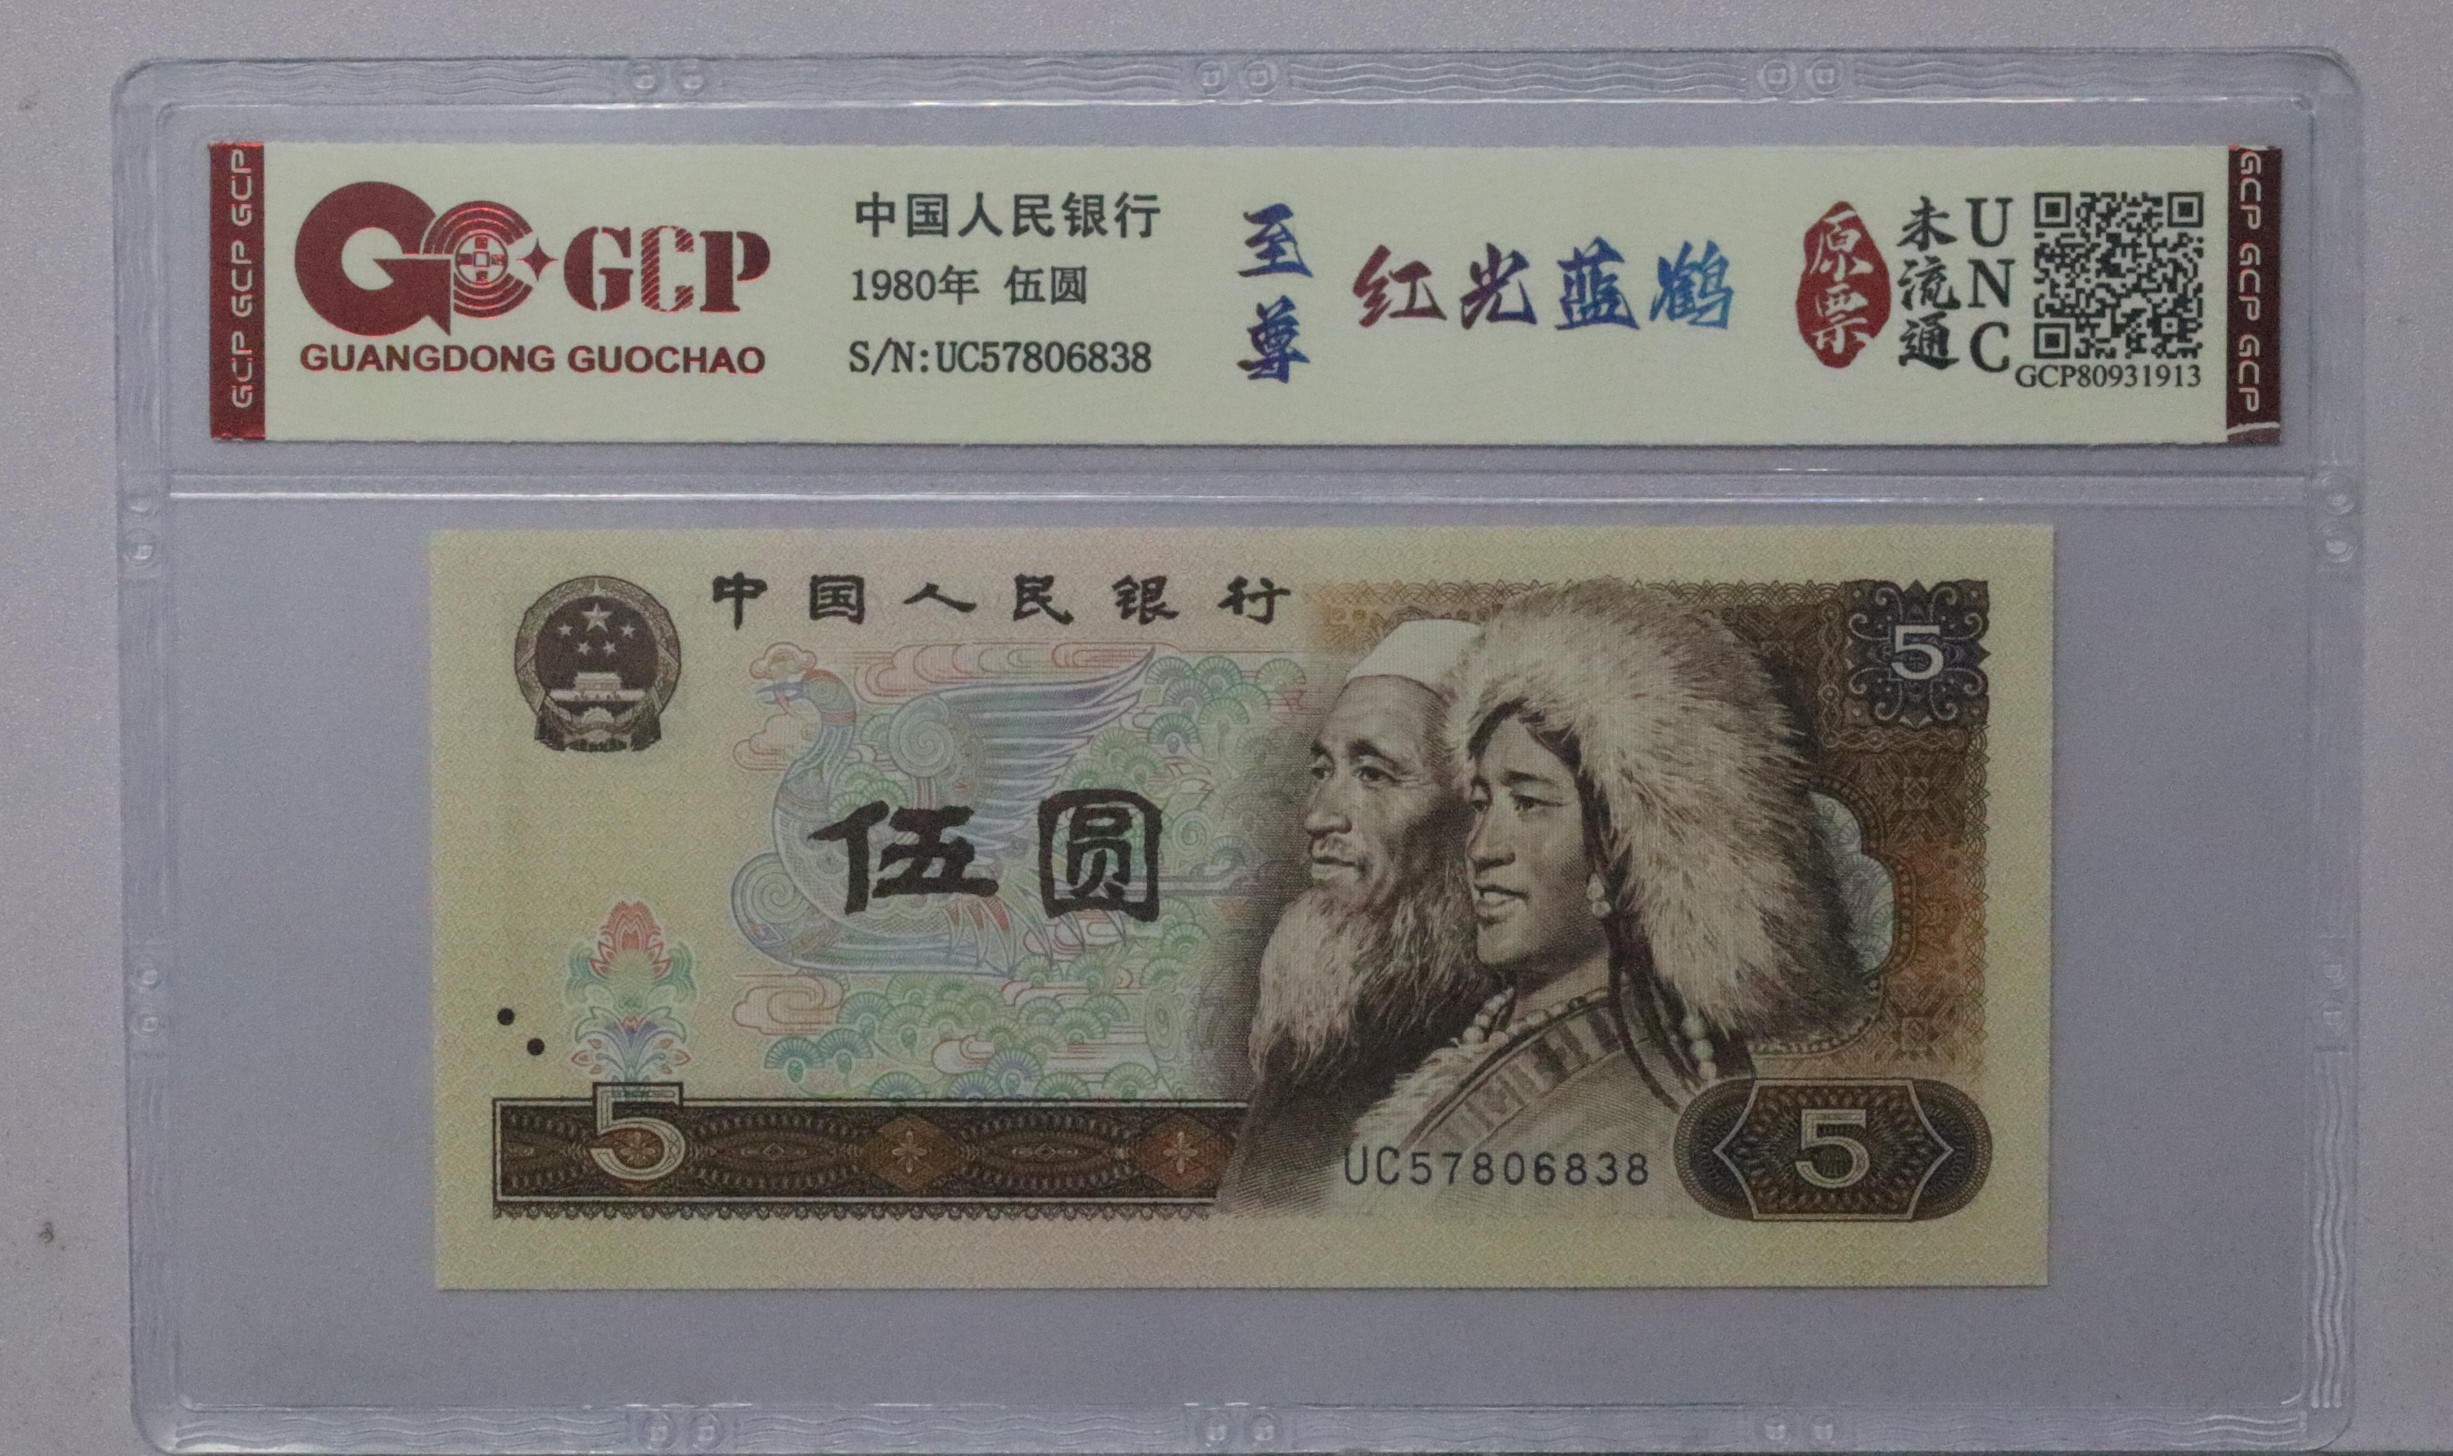 GCP GCP GCP
GCP
GUANGDONG GUOCHAO
中国人民银行
1980年 伍圆
S/N:UC57806838
至尊
红光蓝鹤
原票
未流通
UNC
GCP80931913
GCP GCP GCP
中国人民银行
5
伍圆
5
UC57806838
5